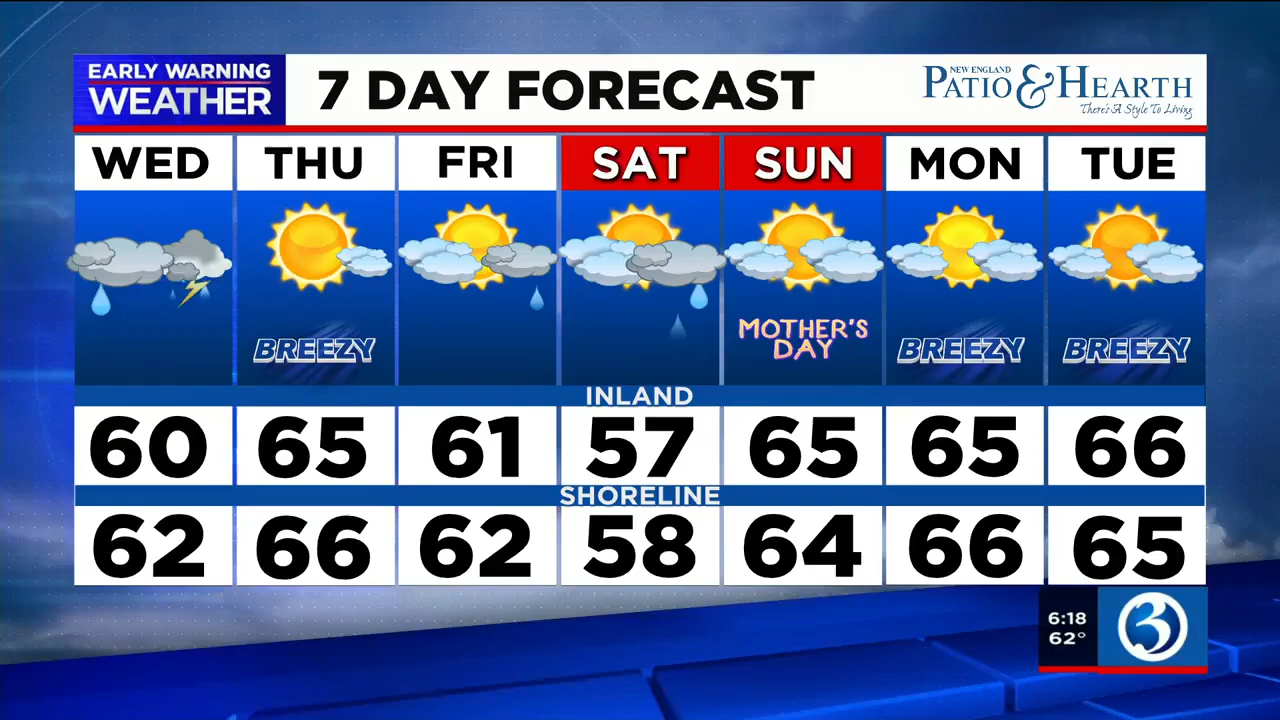 EARLY WARNING
WEATHER
7 DAY FORECAST
NEW ENGLAND
PATIO & HEARTH
There's A Style To Living
WED THU FRI SAT SUN MON TUE
MOTHER'S
DAY
BREEZY BREEZY BREEZY
INLAND
60 65 61 57 65 65 66
SHORELINE
62 66 62 58 64 66 65
6:18
62°
3